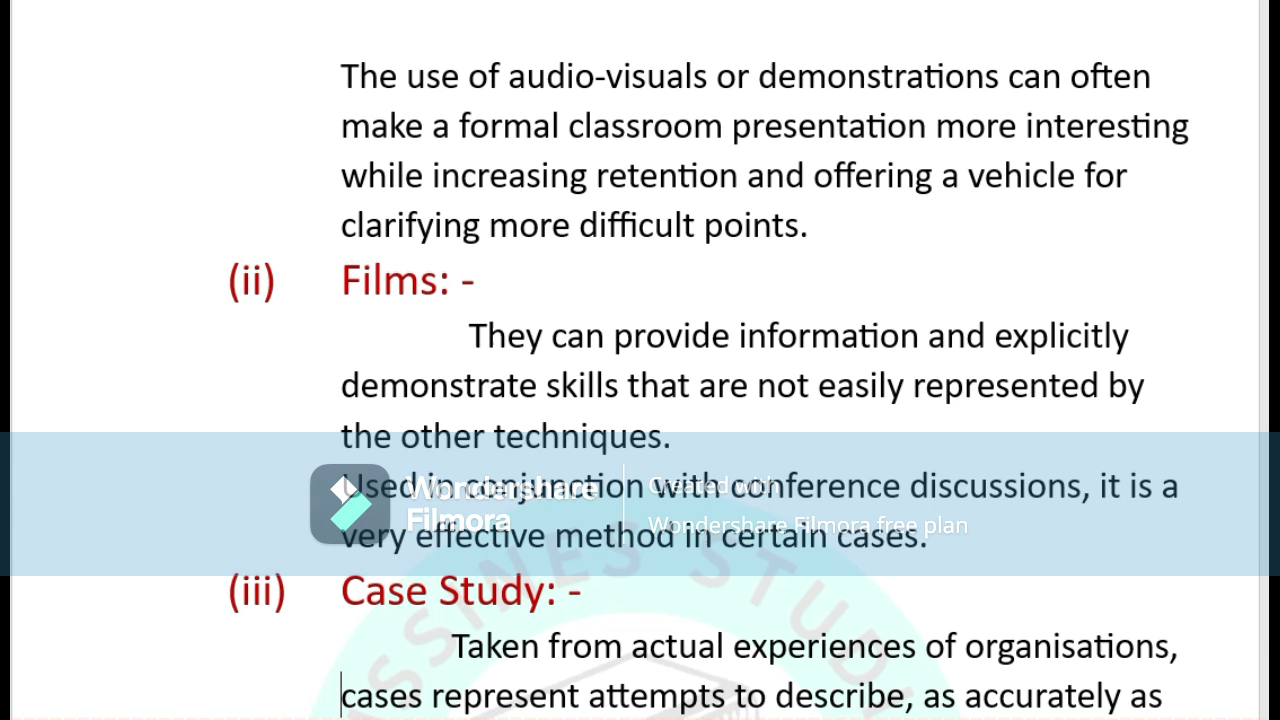 The use of audio-visuals or demonstrations can often
make a formal classroom presentation more interesting
while increasing retention and offering a vehicle for
clarifying more difficult points.
(ii) Films: -
They can provide information and explicitly
demonstrate skills that are not easily represented by
the other techniques.
Used in conjunction with conference discussions, it is a
very effective method in certain cases.
Wondershare
Filmora
Created with
Wondershare Filmora free plan
(iii) Case Study: -
Taken from actual experiences of organisations,
cases represent attempts to describe, as accurately as